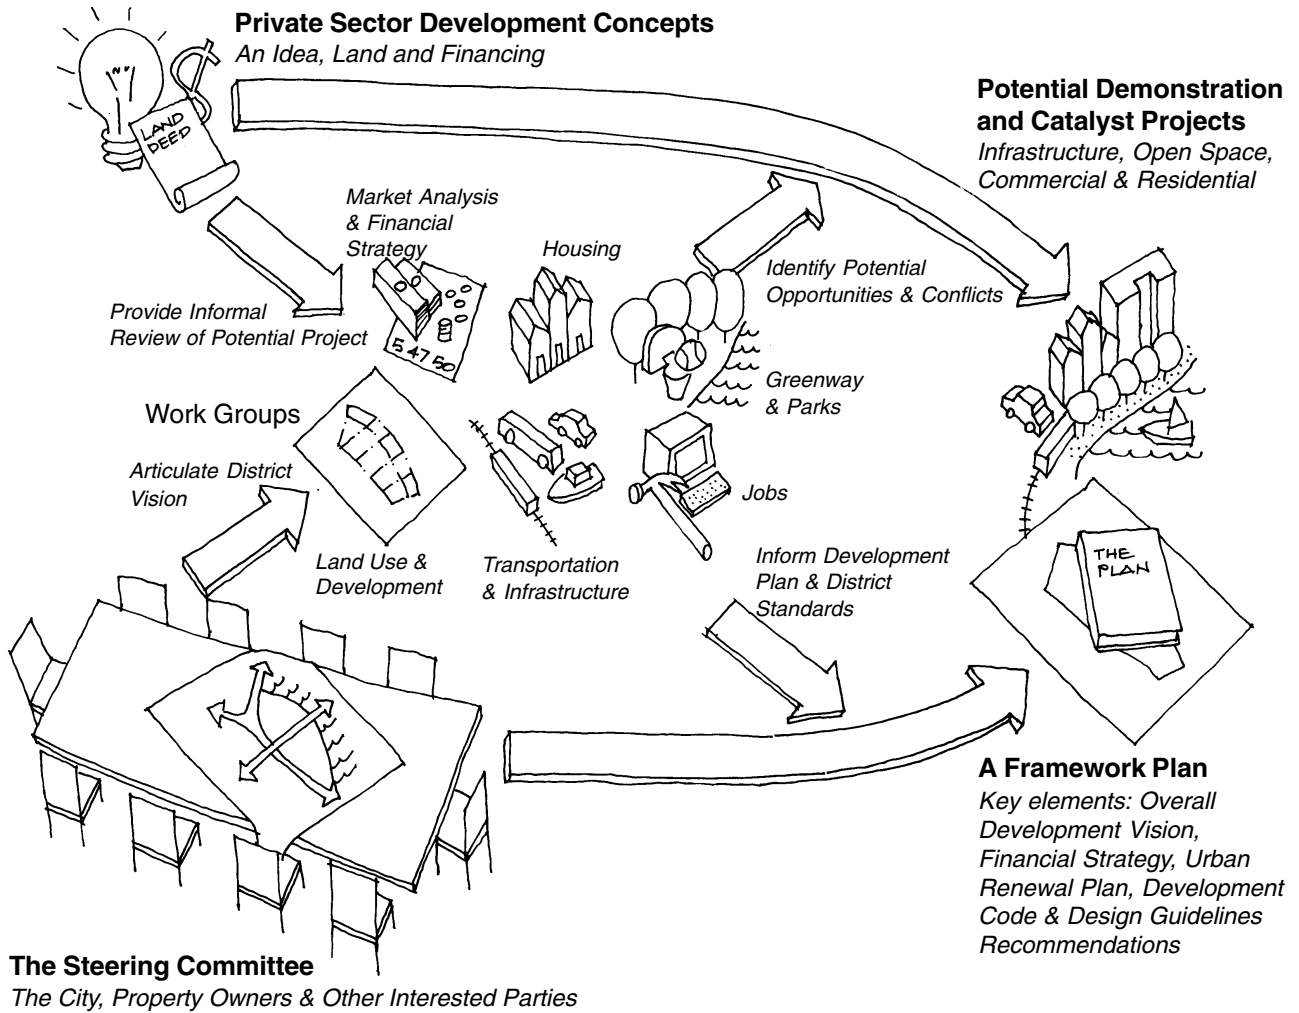 Private Sector Development Concepts
An Idea, Land and Financing
LAND
DEED
Potential Demonstration
and Catalyst Projects
Infrastructure, Open Space,
Commercial & Residential
Market Analysis
& Financial
Strategy
Housing
Identify Potential
Opportunities & Conflicts
Provide Informal
Review of Potential Project
5 47 50
Greenway
& Parks
Work Groups
Articulate District
Vision
Jobs
Land Use &
Development
Transportation
& Infrastructure
Inform Development
Plan & District
Standards
THE
PLAN
A Framework Plan
Key elements: Overall
Development Vision,
Financial Strategy, Urban
Renewal Plan, Development
Code & Design Guidelines
Recommendations
The Steering Committee
The City, Property Owners & Other Interested Parties